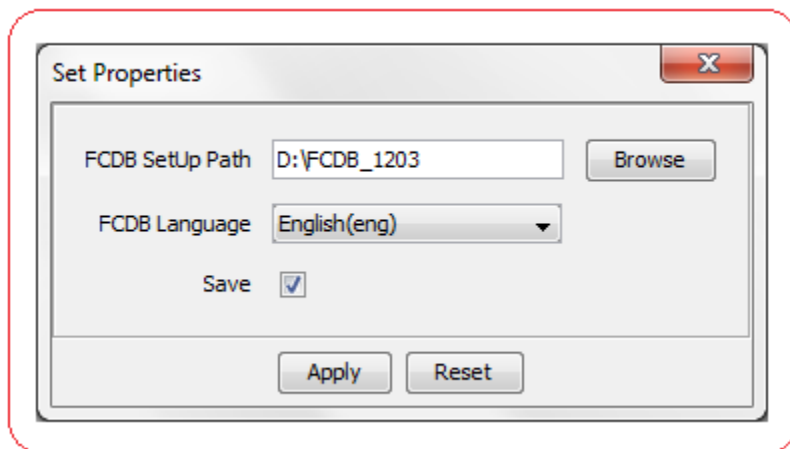 Set Properties
FCDB SetUp Path D:\FCDB_1203 Browse
FCDB Language English(eng)
Save
Apply Reset